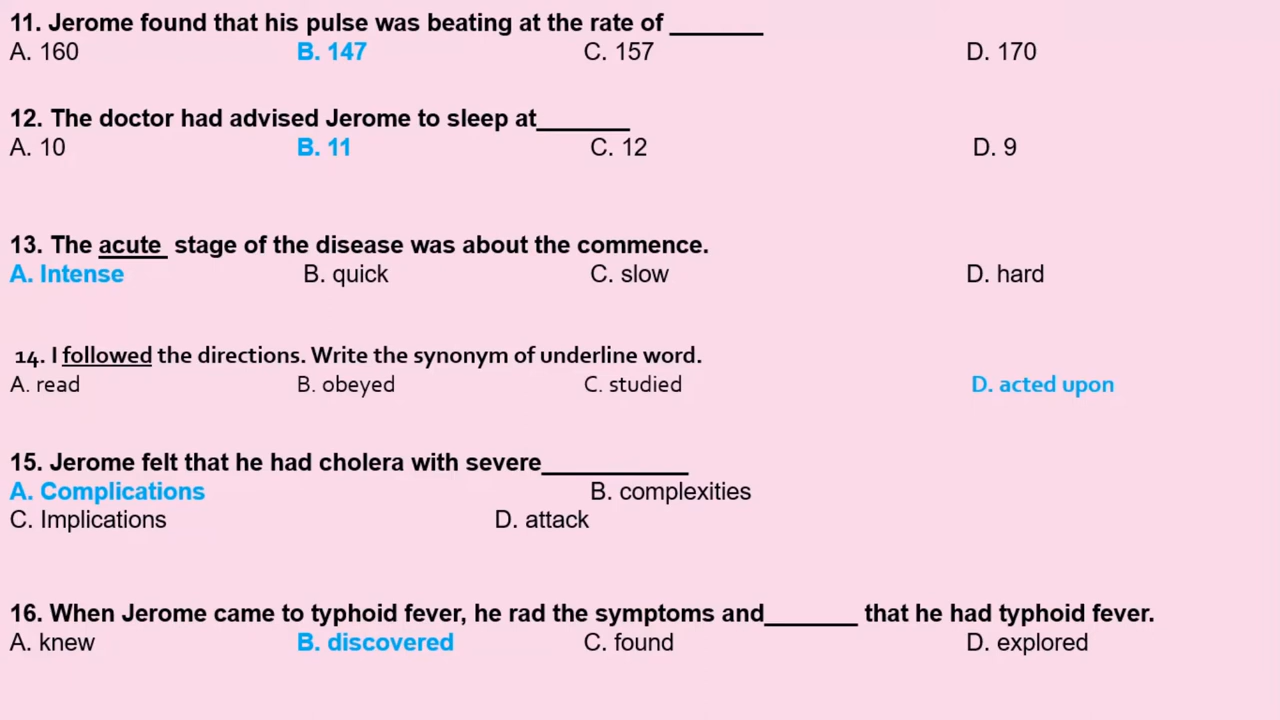 11. Jerome found that his pulse was beating at the rate of _______
A. 160 B. 147 C. 157 D. 170
12. The doctor had advised Jerome to sleep at_______
A. 10 B. 11 C. 12 D. 9
13. The acute stage of the disease was about the commence.
A. Intense B. quick C. slow D. hard
14. I followed the directions. Write the synonym of underline word.
A. read B. obeyed C. studied D. acted upon
15. Jerome felt that he had cholera with severe___________
A. Complications B. complexities
C. Implications D. attack
16. When Jerome came to typhoid fever, he rad the symptoms and_______ that he had typhoid fever.
A. knew B. discovered C. found D. explored